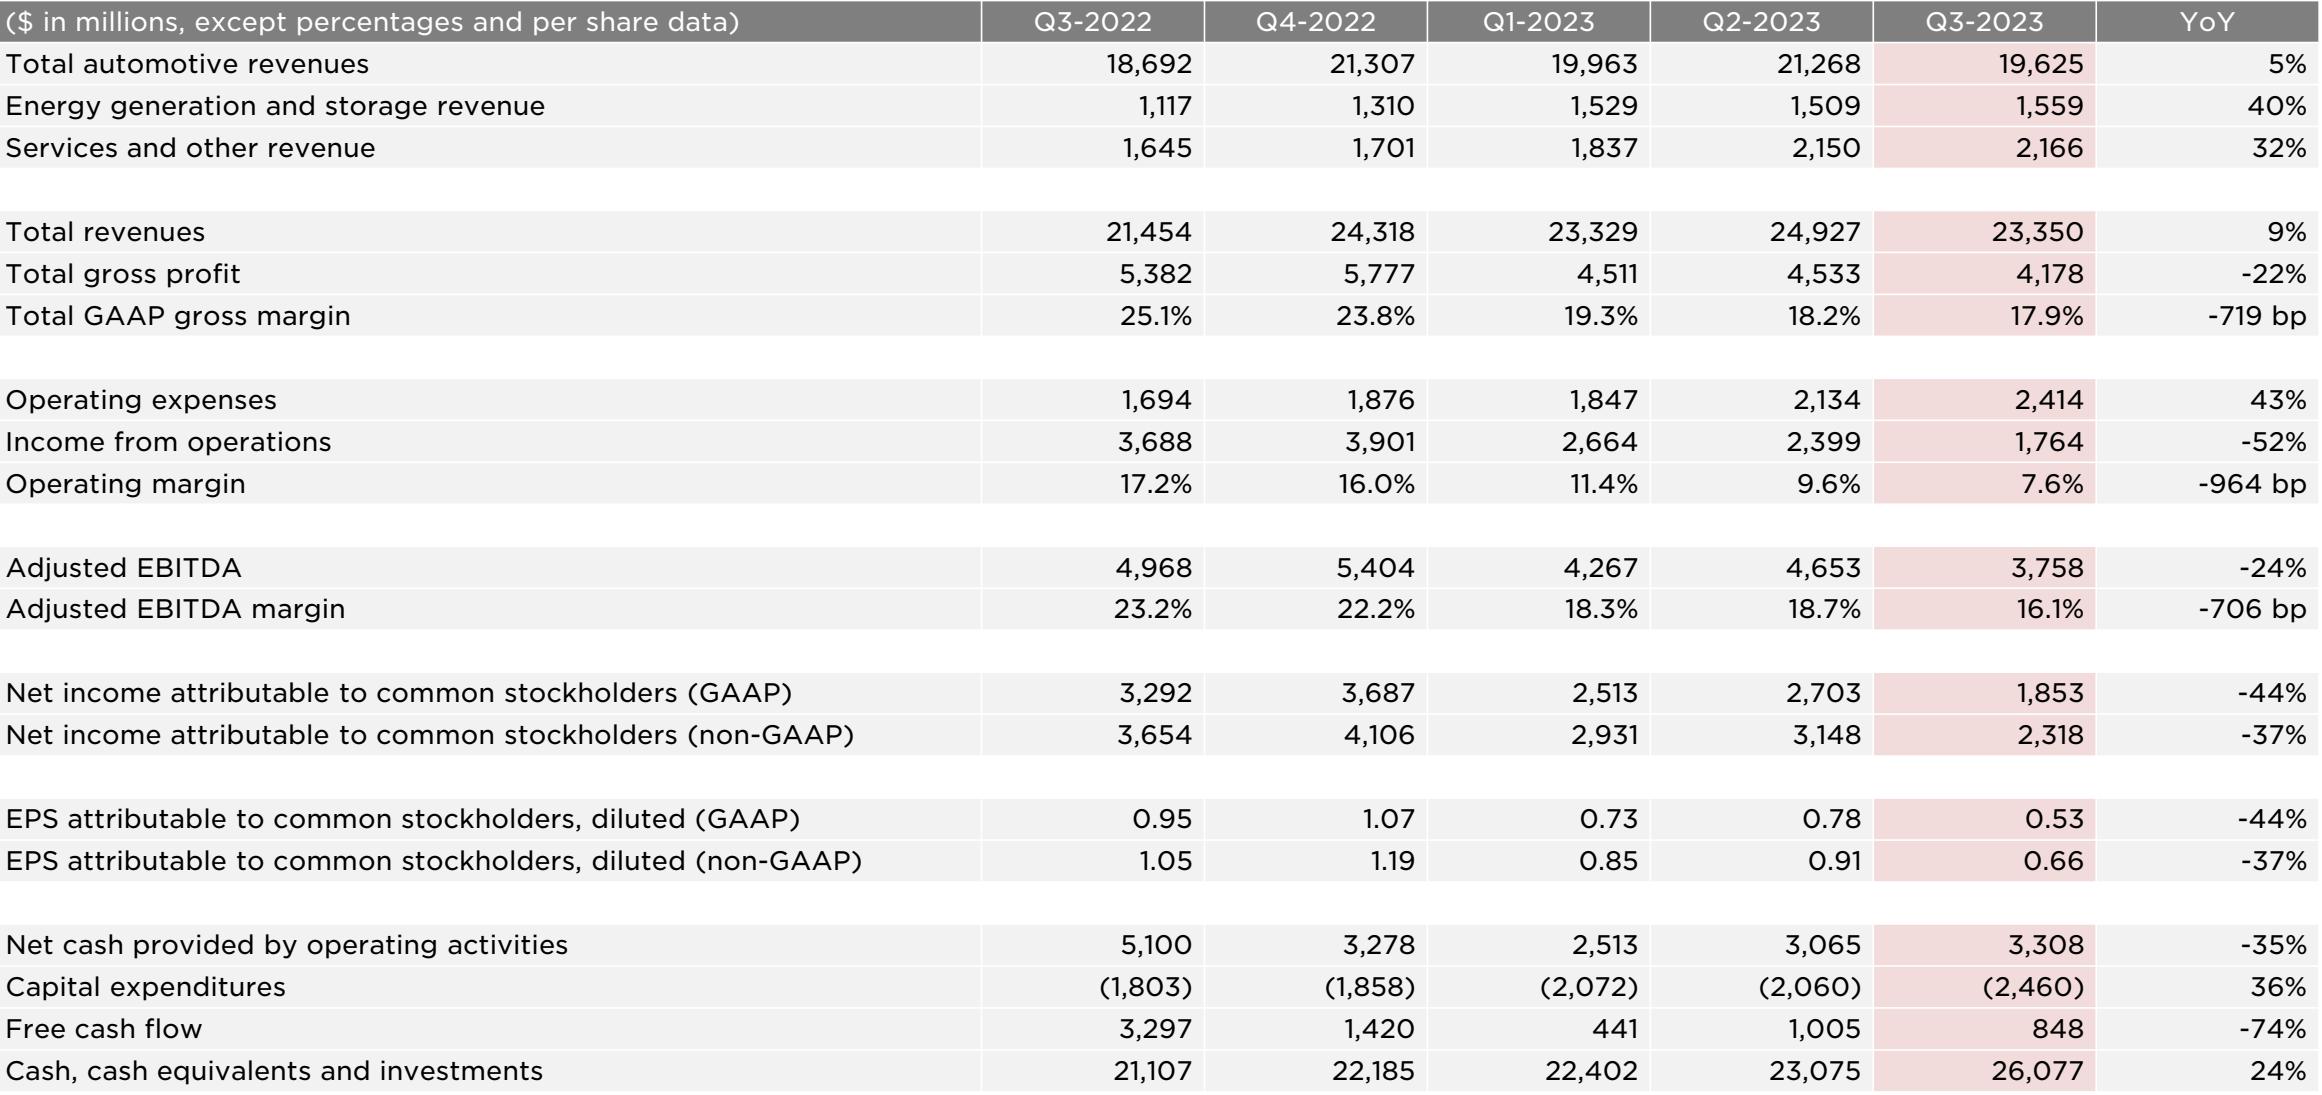 ($ in millions, except percentages and per share data) Q3-2022 Q4-2022 Q1-2023 Q2-2023 Q3-2023 YoY
Total automotive revenues 18,692 21,307 19,963 21,268 19,625 5%
Energy generation and storage revenue 1,117 1,310 1,529 1,509 1,559 40%
Services and other revenue 1,645 1,701 1,837 2,150 2,166 32%
Total revenues 21,454 24,318 23,329 24,927 23,350 9%
Total gross profit 5,382 5,777 4,511 4,533 4,178 -22%
Total GAAP gross margin 25.1% 23.8% 19.3% 18.2% 17.9% -719 bp
Operating expenses 1,694 1,876 1,847 2,134 2,414 43%
Income from operations 3,688 3,901 2,664 2,399 1,764 -52%
Operating margin 17.2% 16.0% 11.4% 9.6% 7.6% -964 bp
Adjusted EBITDA 4,968 5,404 4,267 4,653 3,758 -24%
Adjusted EBITDA margin 23.2% 22.2% 18.3% 18.7% 16.1% -706 bp
Net income attributable to common stockholders (GAAP) 3,292 3,687 2,513 2,703 1,853 -44%
Net income attributable to common stockholders (non-GAAP) 3,654 4,106 2,931 3,148 2,318 -37%
EPS attributable to common stockholders, diluted (GAAP) 0.95 1.07 0.73 0.78 0.53 -44%
EPS attributable to common stockholders, diluted (non-GAAP) 1.05 1.19 0.85 0.91 0.66 -37%
Net cash provided by operating activities 5,100 3,278 2,513 3,065 3,308 -35%
Capital expenditures (1,803) (1,858) (2,072) (2,060) (2,460) 36%
Free cash flow 3,297 1,420 441 1,005 848 -74%
Cash, cash equivalents and investments 21,107 22,185 22,402 23,075 26,077 24%